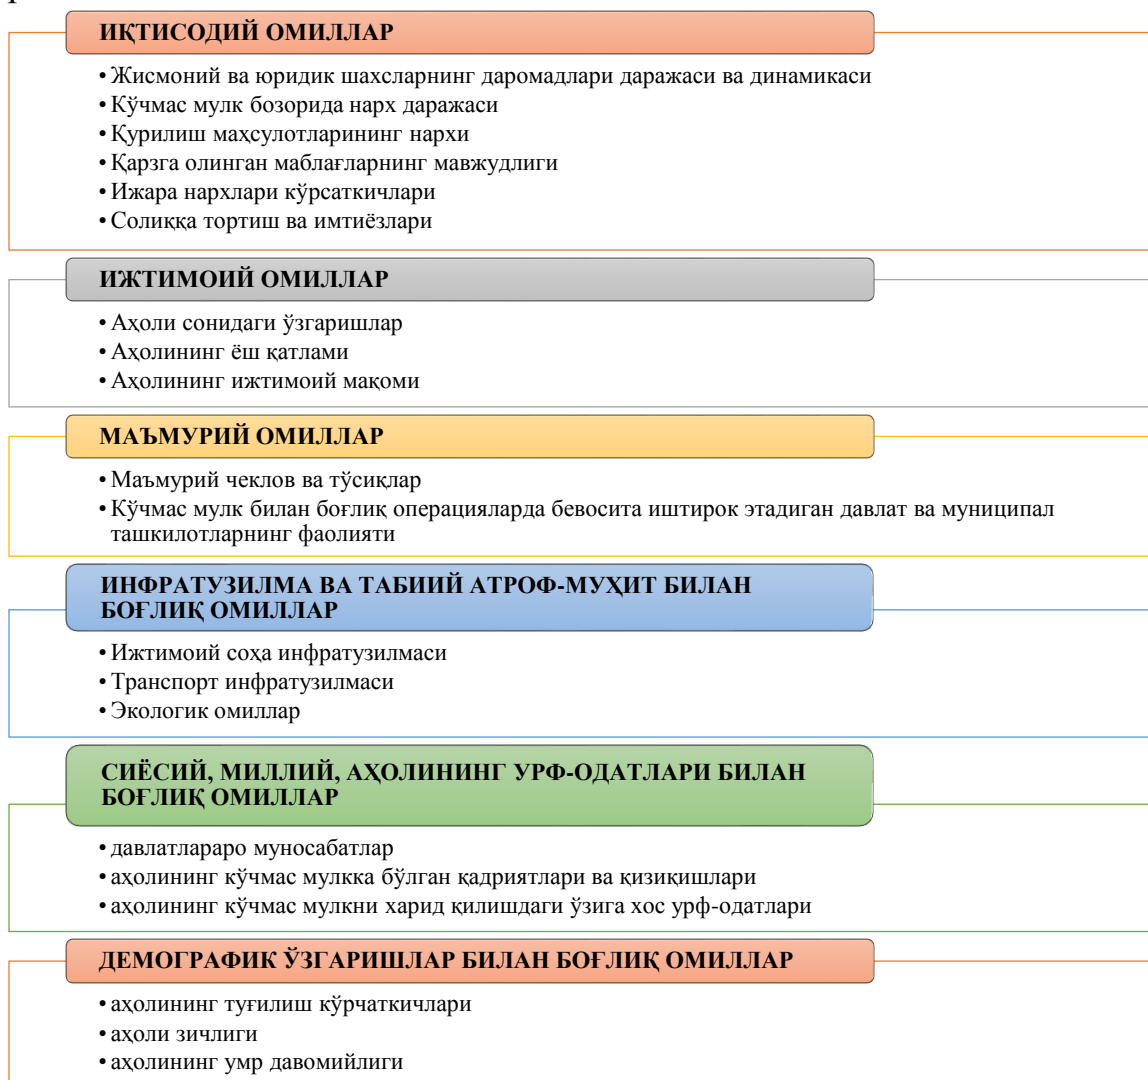 ИҚТИСОДИЙ ОМИЛЛАР
• Жисмоний ва юридик шахсларнинг даромадлари даражаси ва динамикаси
• Кўчмас мулк бозорида нарх даражаси
• Қурилиш маҳсулотларининг нархи
• Қарзга олинган маблағларнинг мавжудлиги
• Ижара нархлари кўрсаткичлари
• Солиққа тортиш ва имтиёзлари
ИЖТИМОИЙ ОМИЛЛАР
• Аҳоли сонидаги ўзгаришлар
• Аҳолининг ёш қатлами
• Аҳолининг ижтимоий мақоми
МАЪМУРИЙ ОМИЛЛАР
• Маъмурий чеклов ва тўсиқлар
• Кўчмас мулк билан боғлиқ операцияларда бевосита иштирок этадиган давлат ва муниципал
ташкилотларнинг фаолияти
ИНФРАТУЗИЛМА ВА ТАБИИЙ АТРОФ-МУҲИТ БИЛАН
БОҒЛИҚ ОМИЛЛАР
• Ижтимоий соҳа инфратузилмаси
• Транспорт инфратузилмаси
• Экологик омиллар
СИЁСИЙ, МИЛЛИЙ, АҲОЛИНИНГ УРФ-ОДАТЛАРИ БИЛАН
БОҒЛИҚ ОМИЛЛАР
• давлатлараро муносабатлар
• аҳолининг кўчмас мулкка бўлган қадриятлари ва қизиқишлари
• аҳолининг кўчмас мулкни харид қилишдаги ўзига хос урф-одатлари
ДЕМОГРАФИК ЎЗГАРИШЛАР БИЛАН БОҒЛИҚ ОМИЛЛАР
• аҳолининг туғилиш кўрчаткичлари
• аҳоли зичлиги
• аҳолининг умр давомийлиги